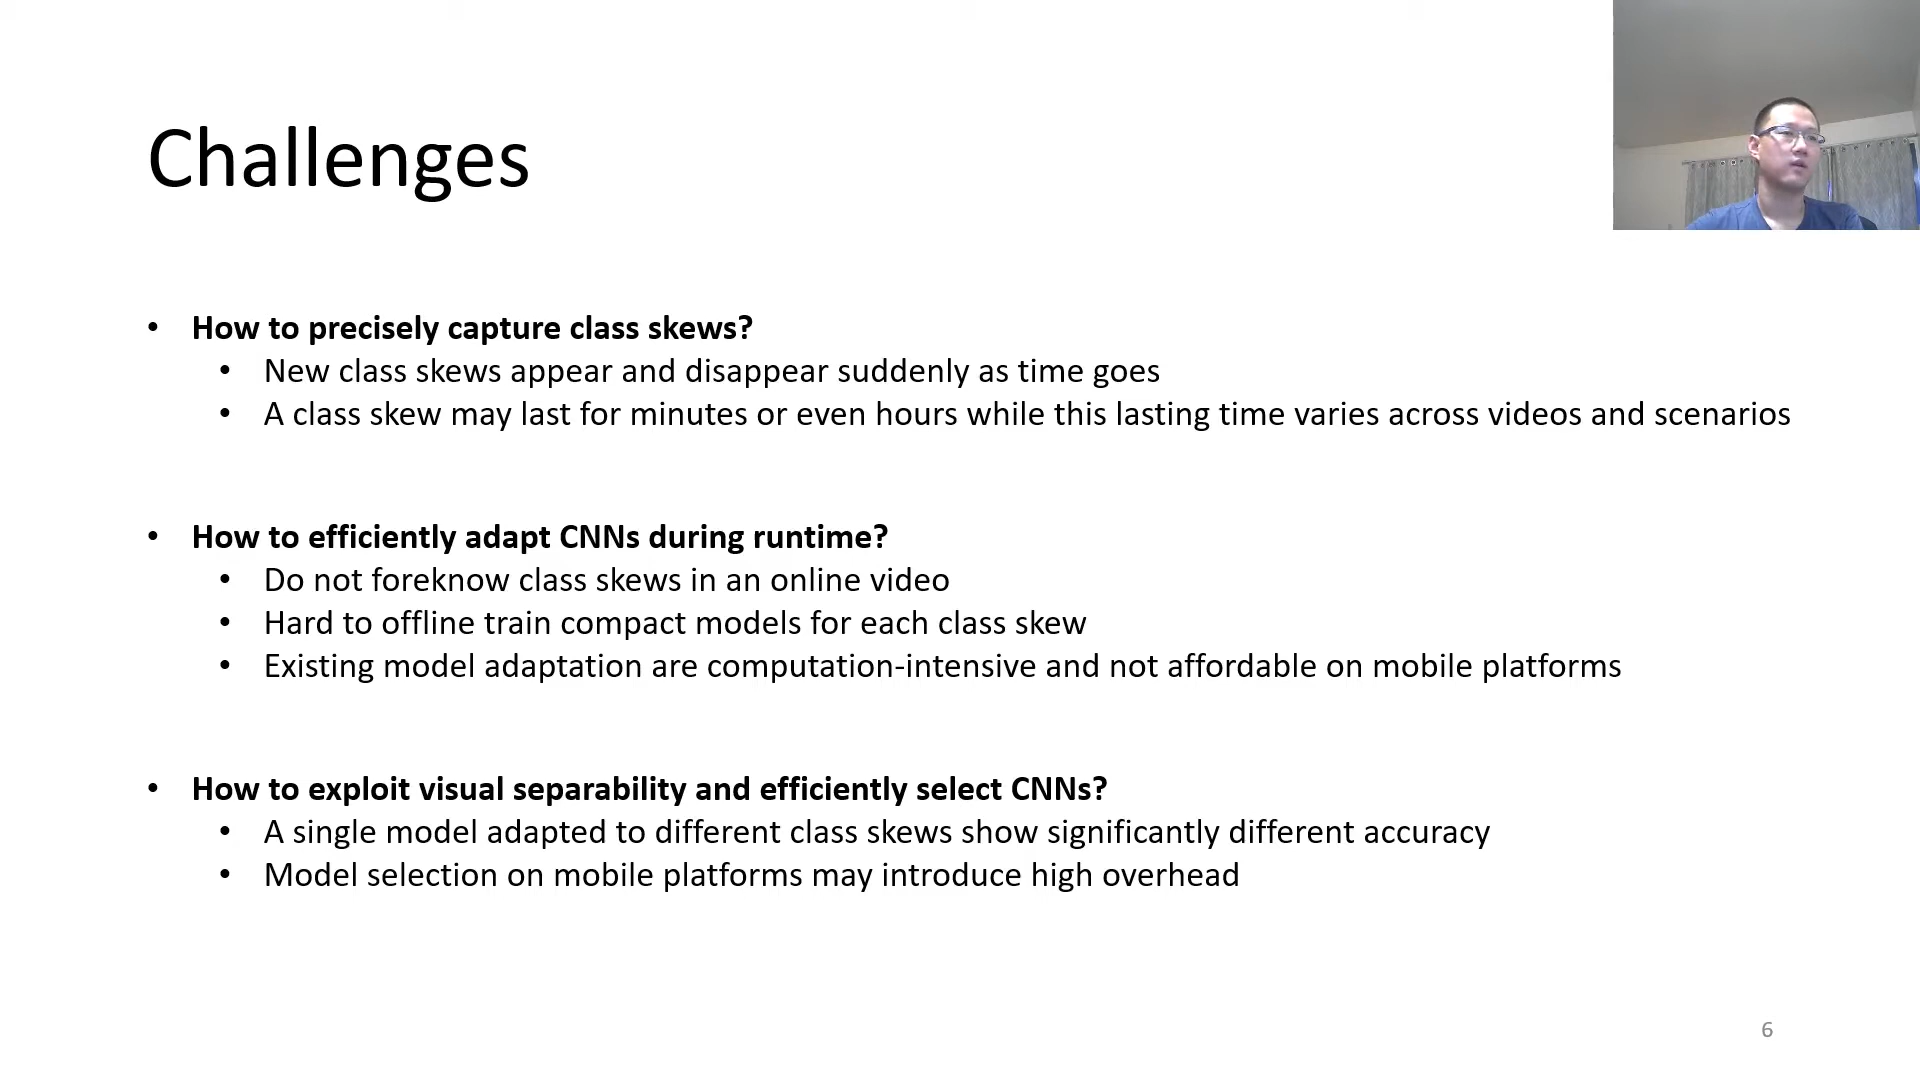 Challenges
• How to precisely capture class skews?
• New class skews appear and disappear suddenly as time goes
• A class skew may last for minutes or even hours while this lasting time varies across videos and scenarios
• How to efficiently adapt CNNs during runtime?
• Do not foreknow class skews in an online video
• Hard to offline train compact models for each class skew
• Existing model adaptation are computation-intensive and not affordable on mobile platforms
• How to exploit visual separability and efficiently select CNNs?
• A single model adapted to different class skews show significantly different accuracy
• Model selection on mobile platforms may introduce high overhead
6